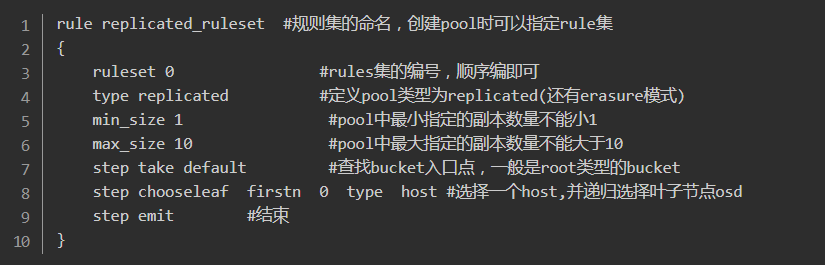 1 rule replicated_ruleset  #规则集的命名，创建pool时可以指定rule集
2 {
3     ruleset 0                #rules集的编号，顺序编即可
4     type replicated          #定义pool类型为replicated(还有erasure模式)
5     min_size 1                #pool中最小指定的副本数量不能小1
6     max_size 10               #pool中最大指定的副本数量不能大于10
7     step take default         #查找bucket入口点，一般是root类型的bucket
8     step chooseleaf  firstn  0  type  host #选择一个host,并递归选择叶子节点osd
9     step emit        #结束
10 }